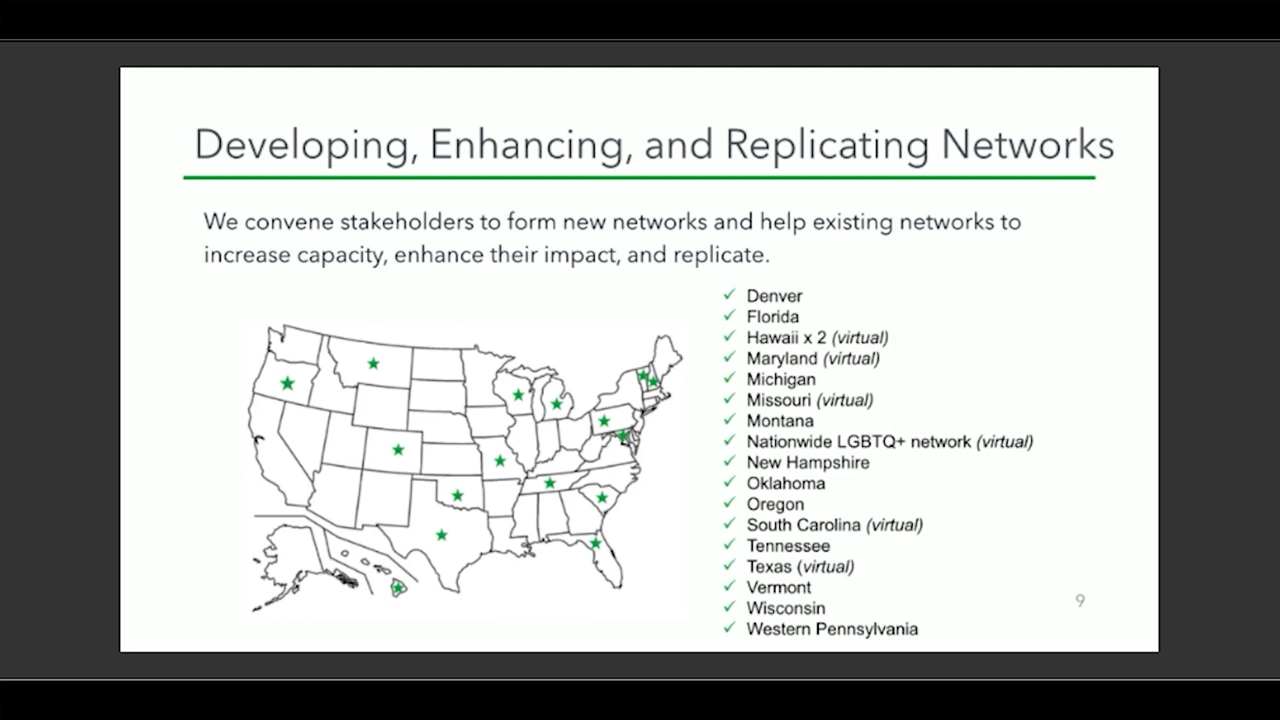 Developing, Enhancing, and Replicating Networks
We convene stakeholders to form new networks and help existing networks to
increase capacity, enhance their impact, and replicate.
Denver
Florida
Hawaii x 2 (virtual)
Maryland (virtual)
Michigan
Missouri (virtual)
Montana
Nationwide LGBTQ+ network (virtual)
New Hampshire
Oklahoma
Oregon
South Carolina (virtual)
Tennessee
Texas (virtual)
Vermont
Wisconsin
Western Pennsylvania
9